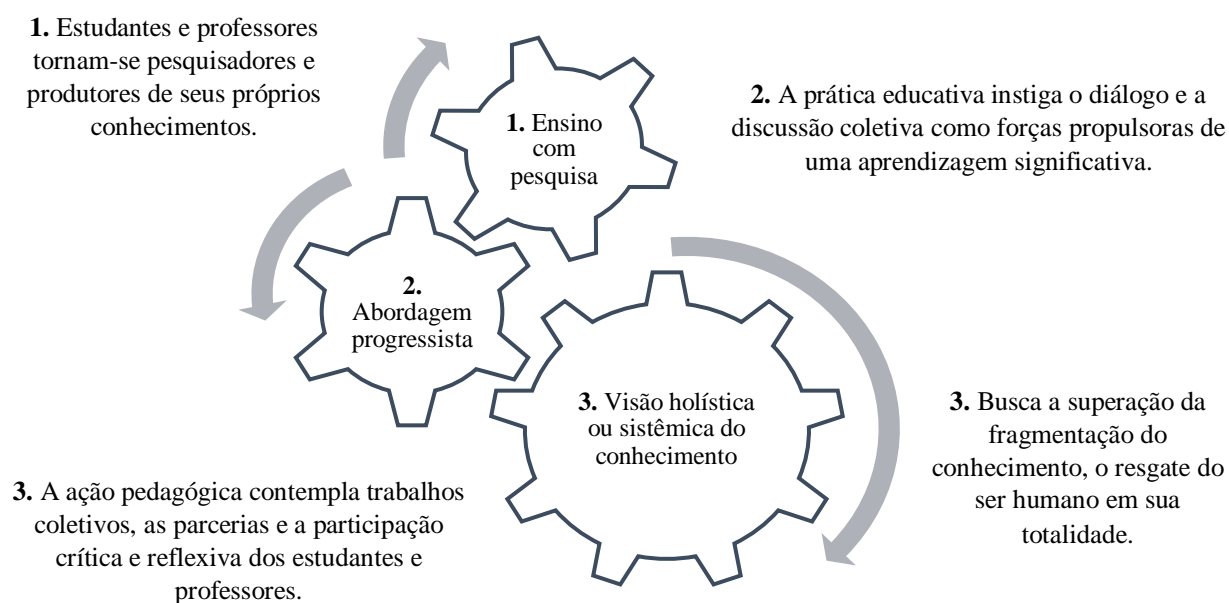 1. Estudantes e professores
tornam-se pesquisadores e
produtores de seus próprios
conhecimentos.
1. Ensino
com
pesquisa
2. A prática educativa instiga o diálogo e a
discussão coletiva como forças propulsoras de
uma aprendizagem significativa.
2.
Abordagem
progressista
3. Visão holística
ou sistêmica do
conhecimento
3. Busca a superação da
fragmentação do
conhecimento, o resgate do
ser humano em sua
totalidade.
3. A ação pedagógica contempla trabalhos
coletivos, as parcerias e a participação
crítica e reflexiva dos estudantes e
professores.